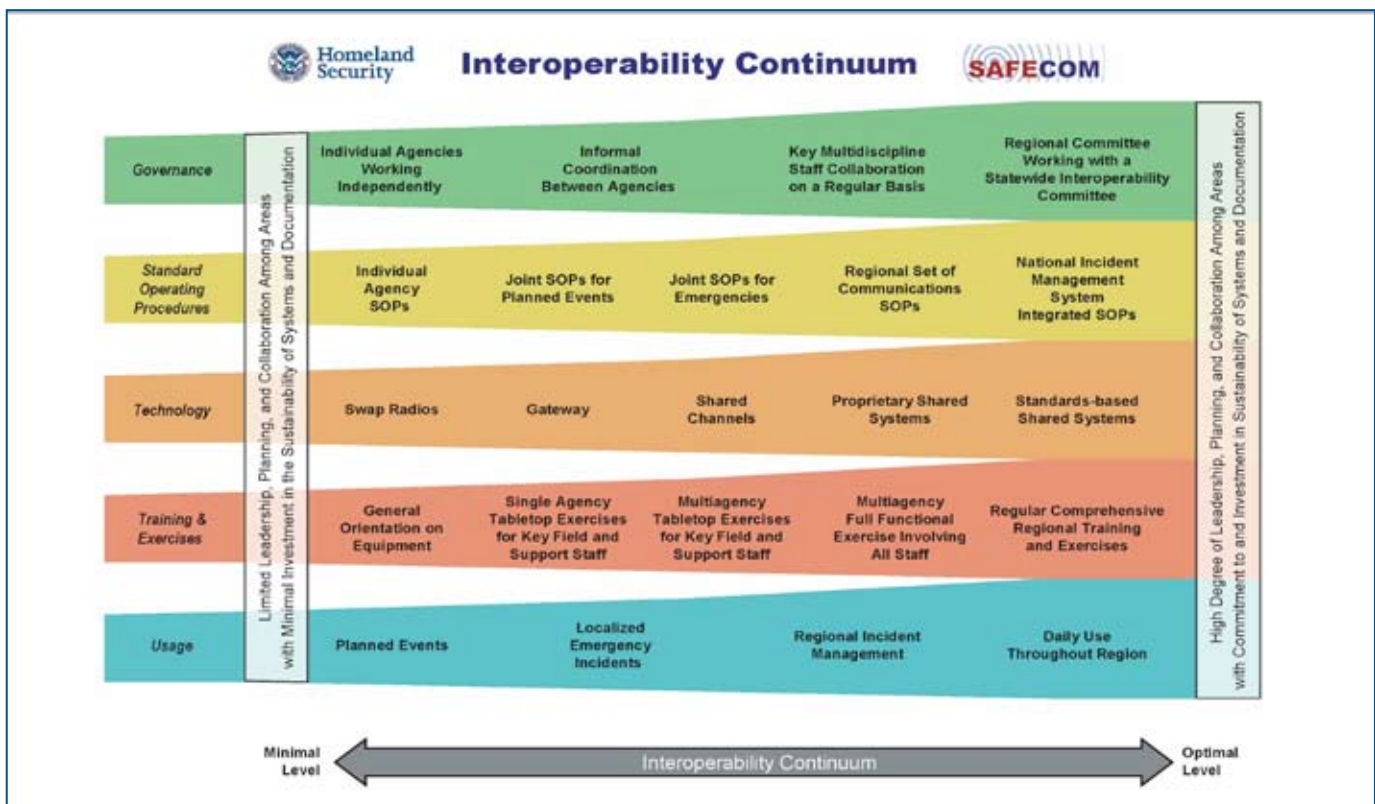 Homeland
Security
Interoperability Continuum
SAFECOM
Limited Leadership, Planning, and Collaboration Among Areas
with Minimal Investment in the Sustainability of Systems and Documentation
Governance
Individual Agencies
Working
Independently
Informal
Coordination
Between Agencies
Key Multidiscipline
Staff Collaboration
on a Regular Basis
Regional Committee
Working with a
Statewide Interoperability
Committee
Standard
Operating
Procedures
Individual
Agency
SOPs
Joint SOPs for
Planned Events
Joint SOPs for
Emergencies
Regional Set of
Communications
SOPs
National Incident
Management
System
Integrated SOPs
Technology
Swap Radios
Gateway
Shared
Channels
Proprietary Shared
Systems
Standards-based
Shared Systems
Training &
Exercises
General
Orientation on
Equipment
Single Agency
Tabletop Exercises
for Key Field and
Support Staff
Multiagency
Tabletop Exercises
for Key Field and
Support Staff
Multiagency
Full Functional
Exercise Involving
All Staff
Regular Comprehensive
Regional Training
and Exercises
Usage
Planned Events
Localized
Emergency
Incidents
Regional Incident
Management
Daily Use
Throughout Region
High Degree of Leadership, Planning, and Collaboration Among Areas
with Commitment to and Investment in Sustainability of Systems and Documentation
Minimal
Level
Interoperability Continuum
Optimal
Level